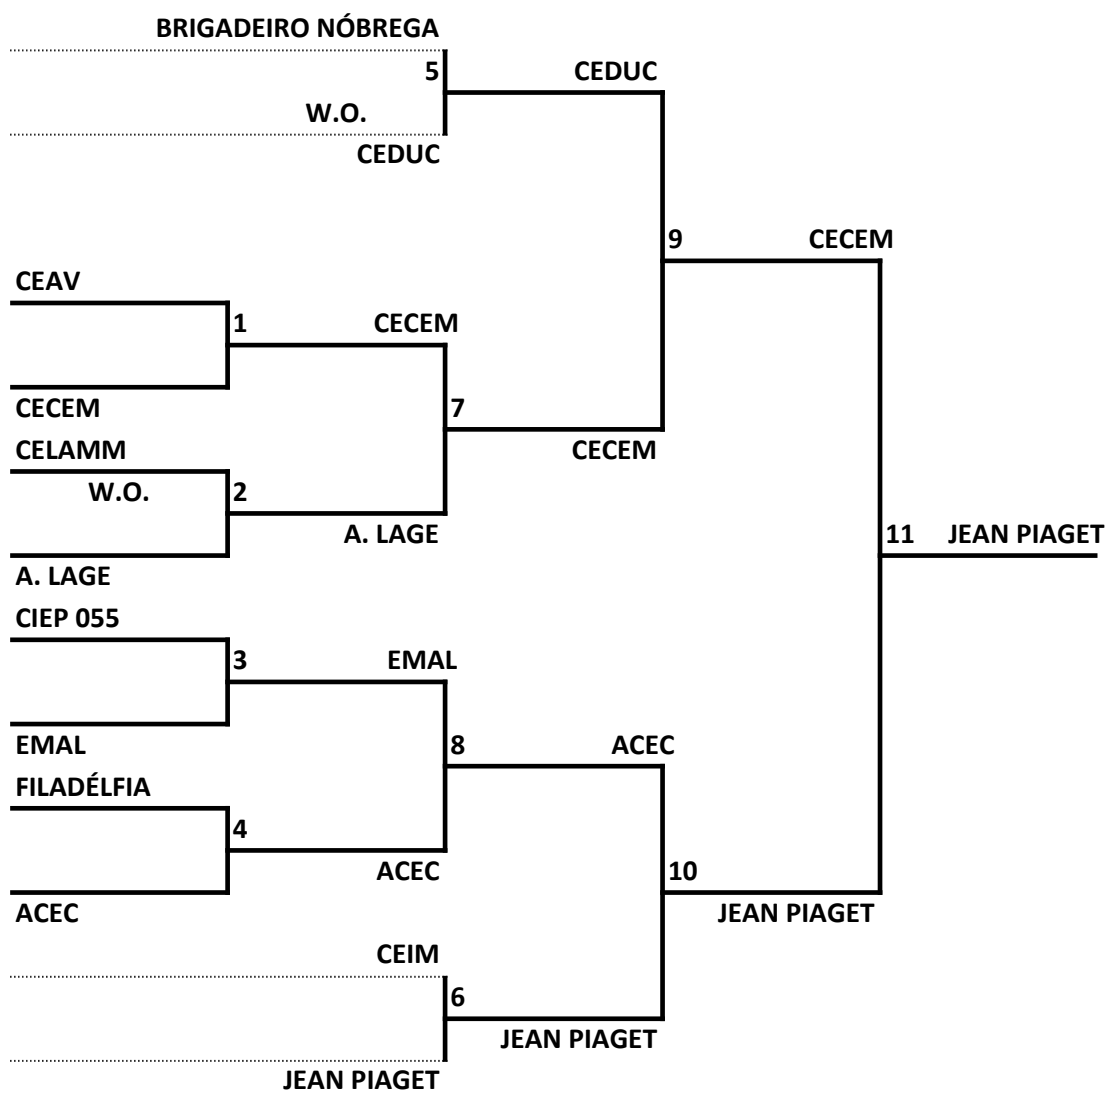 BRIGADEIRO NÓBREGA
5 CEDUC
W.O.
CEDUC
9 CECEM
CEAV
1 CECEM
CECEM
7
CELAMM
CECEM
W.O.
2
A. LAGE
11 JEAN PIAGET
A. LAGE
CIEP 055
3 EMAL
EMAL
8 ACEC
FILADÉLFIA
4
ACEC
10
ACEC
JEAN PIAGET
CEIM
6
JEAN PIAGET
JEAN PIAGET